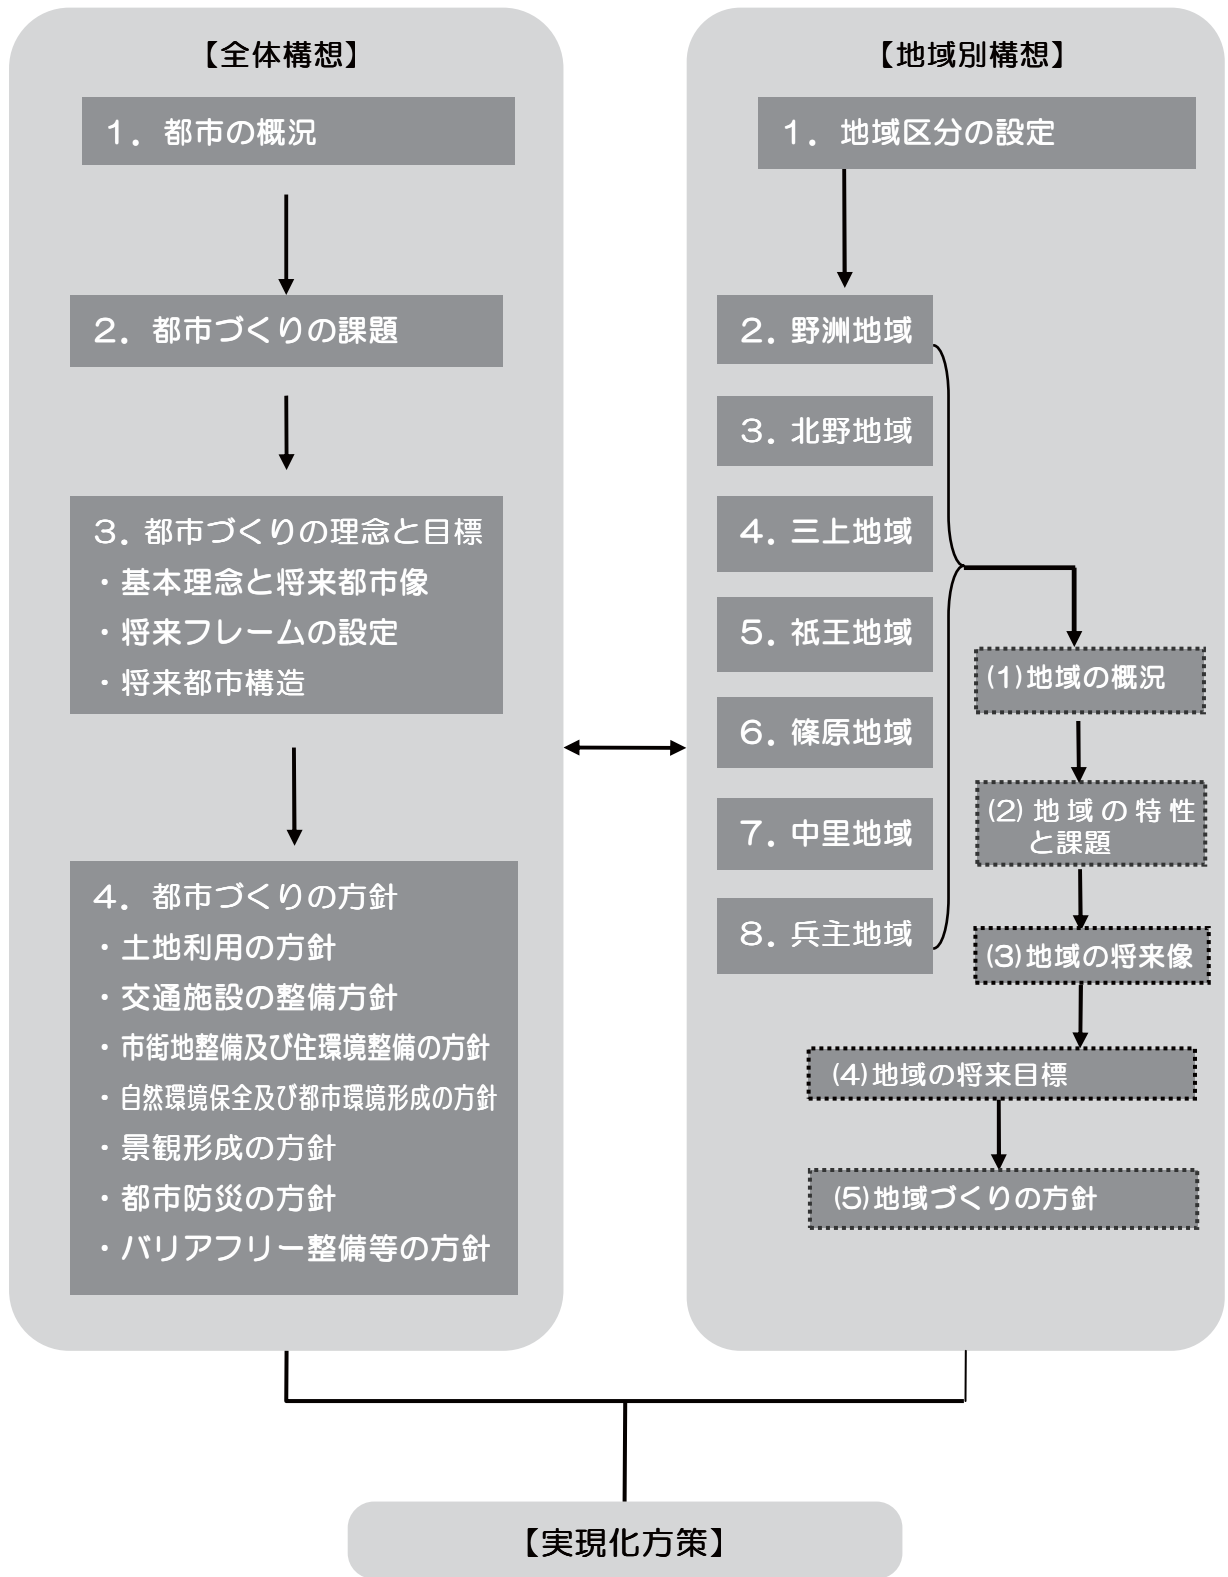 【全体構想】
1．都市の概況
2．都市づくりの課題
3．都市づくりの理念と目標
・基本理念と将来都市像
・将来フレームの設定
・将来都市構造
4．都市づくりの方針
・土地利用の方針
・交通施設の整備方針
・市街地整備及び住環境整備の方針
・自然環境保全及び都市環境形成の方針
・景観形成の方針
・都市防災の方針
・バリアフリー整備等の方針
【地域別構想】
1．地域区分の設定
2．野洲地域
3．北野地域
4．三上地域
5．祇王地域
6．篠原地域
7．中里地域
8．兵主地域
(1)地域の概況
(2)地域の特性
と課題
(3)地域の将来像
(4)地域の将来目標
(5)地域づくりの方針
【実現化方策】